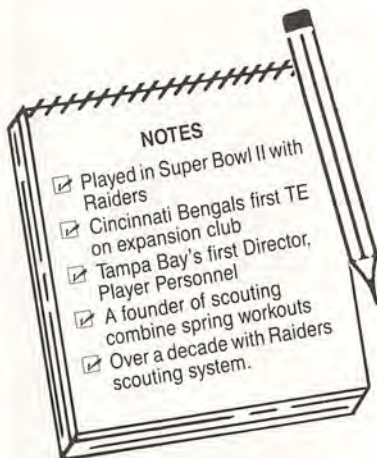 NOTES
Played in Super Bowl II with
Raiders
Cincinnati Bengals first TE
on expansion club
Tampa Bay's first Director,
Player Personnel
A founder of scouting
combine spring workouts
Over a decade with Raiders
scouting system.